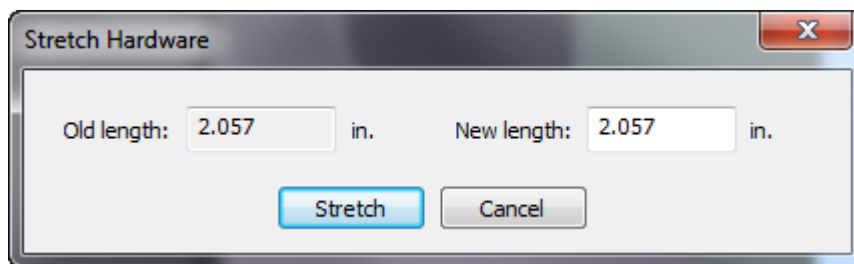 Stretch Hardware
Old length: 2.057 in. New length: 2.057 in.
Stretch Cancel